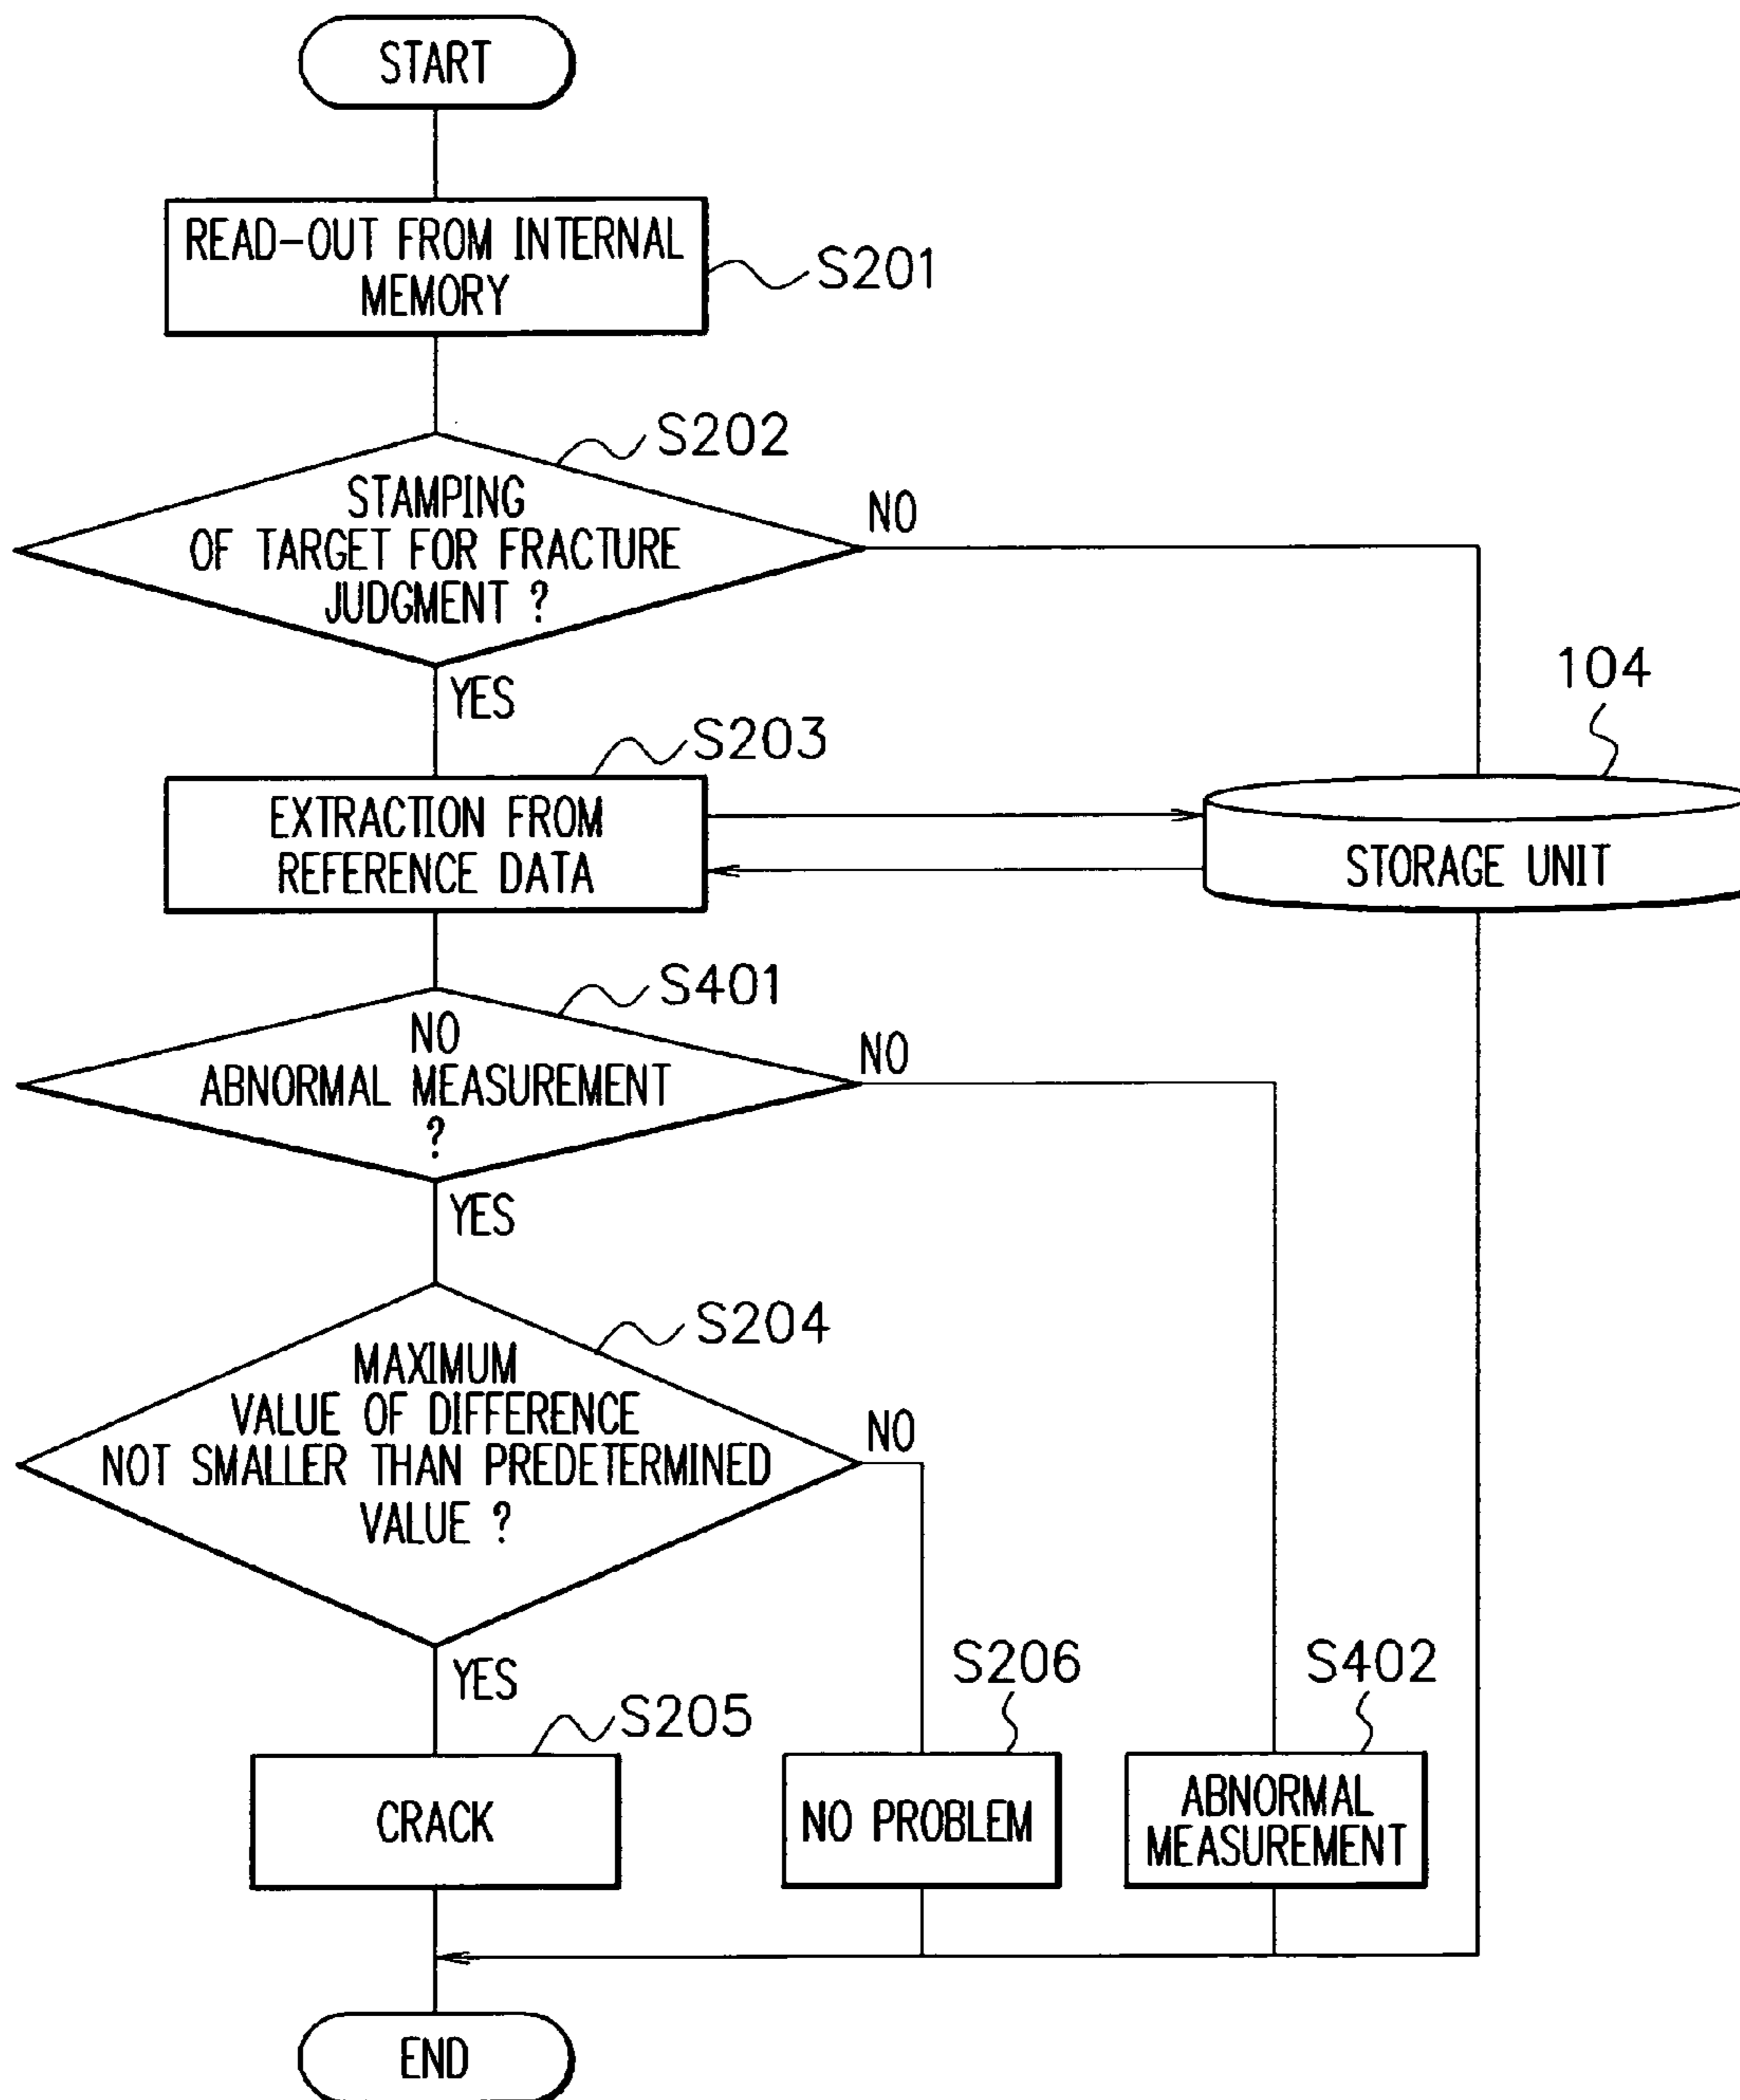 START
READ-OUT FROM INTERNAL
MEMORY
S201
S202
STAMPING
OF TARGET FOR FRACTURE
JUDGMENT ?
NO
YES
104
S203
EXTRACTION FROM
REFERENCE DATA
STORAGE UNIT
S401
NO
ABNORMAL MEASUREMENT
?
NO
YES
S204
MAXIMUM
VALUE OF DIFFERENCE
NOT SMALLER THAN PREDETERMINED
VALUE ?
NO
YES
S205
S206
S402
CRACK
NO PROBLEM
ABNORMAL
MEASUREMENT
END